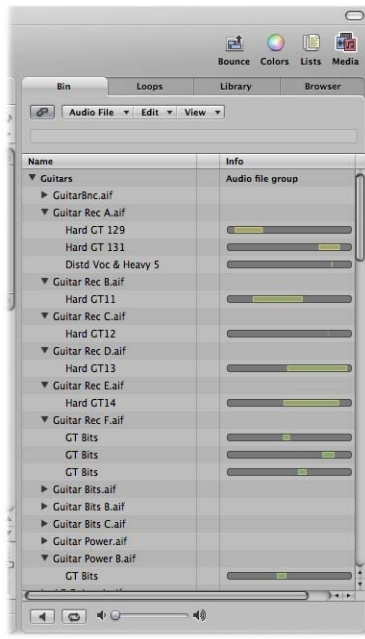 Bounce Colors Lists Media
Bin Loops Library Browser
Audio File Edit View
Name Info
Guitars Audio file group
GuitarBnc.aif
Guitar Rec A.aif
Hard GT 129
Hard GT 131
Distd Voc & Heavy 5
Guitar Rec B.aif
Hard GT11
Guitar Rec C.aif
Hard GT12
Guitar Rec D.aif
Hard GT13
Guitar Rec E.aif
Hard GT14
Guitar Rec F.aif
GT Bits
GT Bits
GT Bits
Guitar Bits.aif
Guitar Bits B.aif
Guitar Bits C.aif
Guitar Power.aif
Guitar Power B.aif
GT Bits